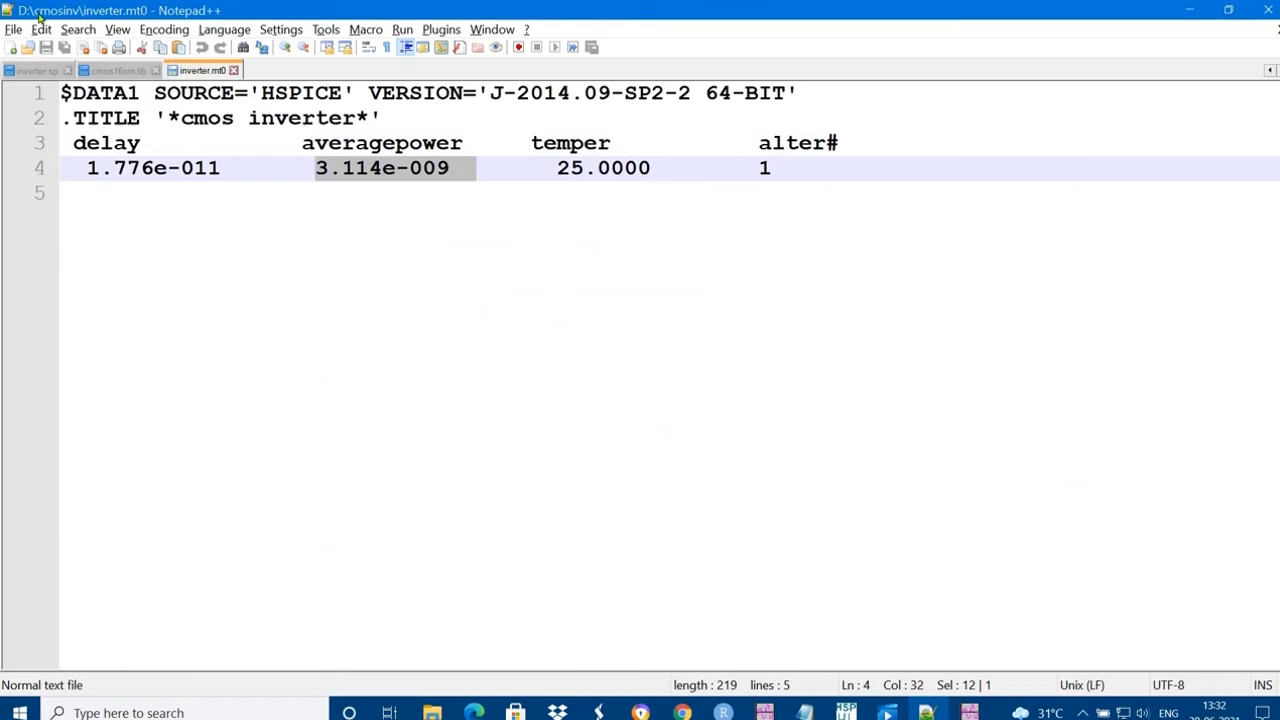 D:\cmosinv\inverter.mt0 - Notepad++
File Edit Search View Encoding Language Settings Tools Macro Run Plugins Window ?
inverter.sp cmos16nm.lib inverter.mt0
1 $DATA1 SOURCE='HSPICE' VERSION='J-2014.09-SP2-2 64-BIT'
2 .TITLE '*cmos inverter*'
3 delay averagepower temper alter#
4 1.776e-011 3.114e-009 25.0000 1
5
Normal text file length : 219 lines : 5 Ln : 4 Col : 32 Sel : 12 | 1 Unix (LF) UTF-8 INS
Type here to search 31°C ENG 13:32